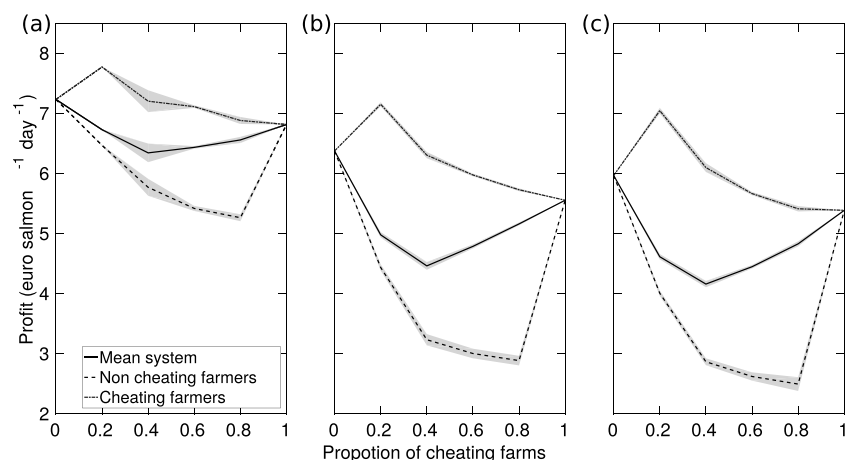 (a) (b) (c)
8
7
6
5
4
3
2
Profit (euro salmon -1 day -1 )
Mean system
Non cheating farmers
Cheating farmers
0 0.2 0.4 0.6 0.8 1 0 0.2 0.4 0.6 0.8 1 0 0.2 0.4 0.6 0.8 1
Propotion of cheating farms